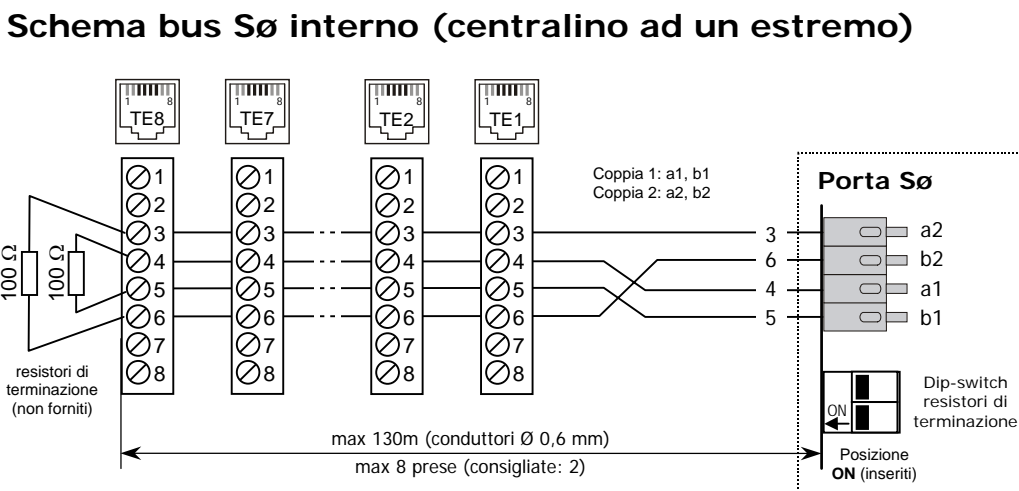 Schema bus Sø interno (centralino ad un estremo)
1 8
TE8
1 8
TE7
1 8
TE2
1 8
TE1
Coppia 1: a1, b1
Coppia 2: a2, b2
Porta Sø
1 1 1 1
2 2 2 2
3 3 3 3 3 a2
4 4 4 4 6 b2
5 5 5 5 4 a1
6 6 6 6 5 b1
7 7 7 7
8 8 8 8
100 Ω
100 Ω
resistori di
terminazione
(non forniti)
ON
Dip-switch
resistori di
terminazione
Posizione
ON (inseriti)
max 130m (conduttori Ø 0,6 mm)
max 8 prese (consigliate: 2)